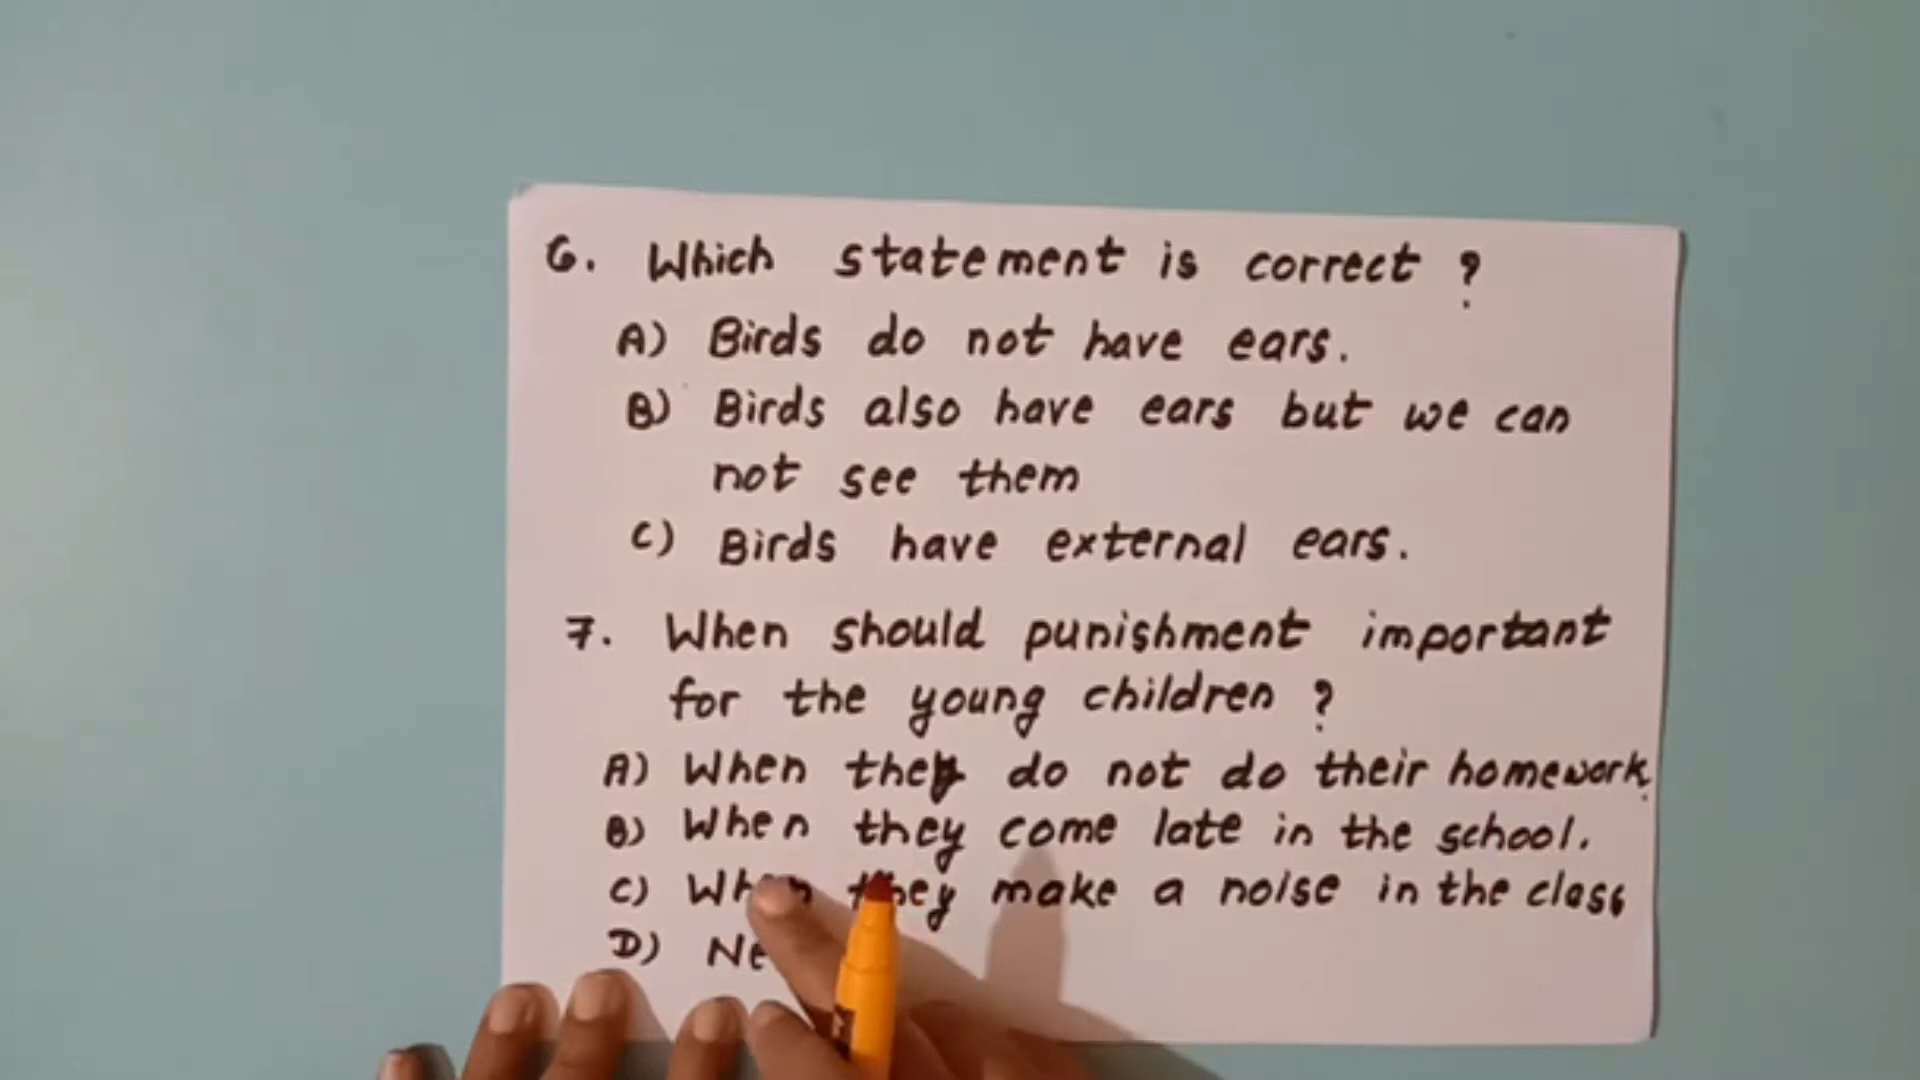 6. Which statement is correct ?
A) Birds do not have ears.
B) Birds also have ears but we can
not see them
C) Birds have external ears.
7. When should punishment important
for the young children ?
A) When they do not do their homework.
B) When they come late in the school.
C) When they make a noise in the class
D)